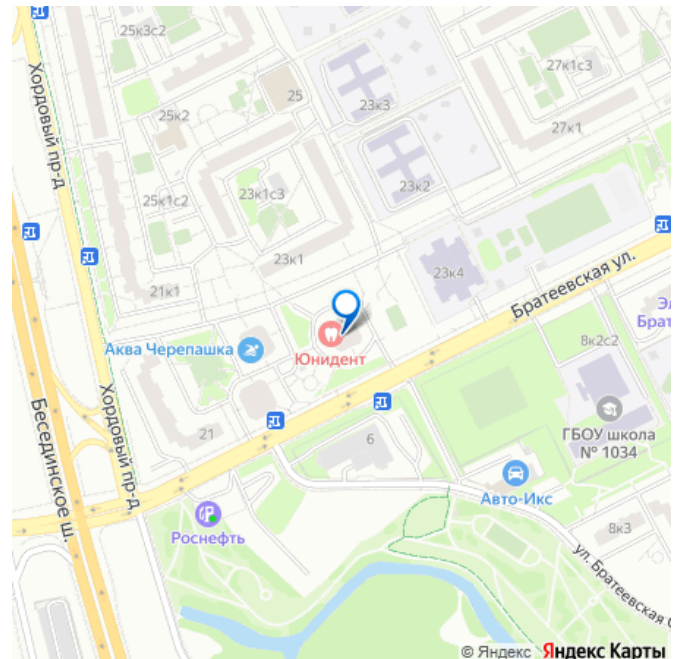 25к3с2
Хордовый пр-д
25к2
25
23к3
27к1с3
27к1
25к1с2
23к1с3
23к2
23к1
23к4
21к1
Братеевская ул.
Аква Черепашка
Юнидент
Эл
Брат
8к2с2
Хордовый пр-д
Бесединское ш.
21
6
ГБОУ школа
№ 1034
Авто-Икс
Роснефть
8к3
ул. Братеевская
© Яндекс Яндекс Карты